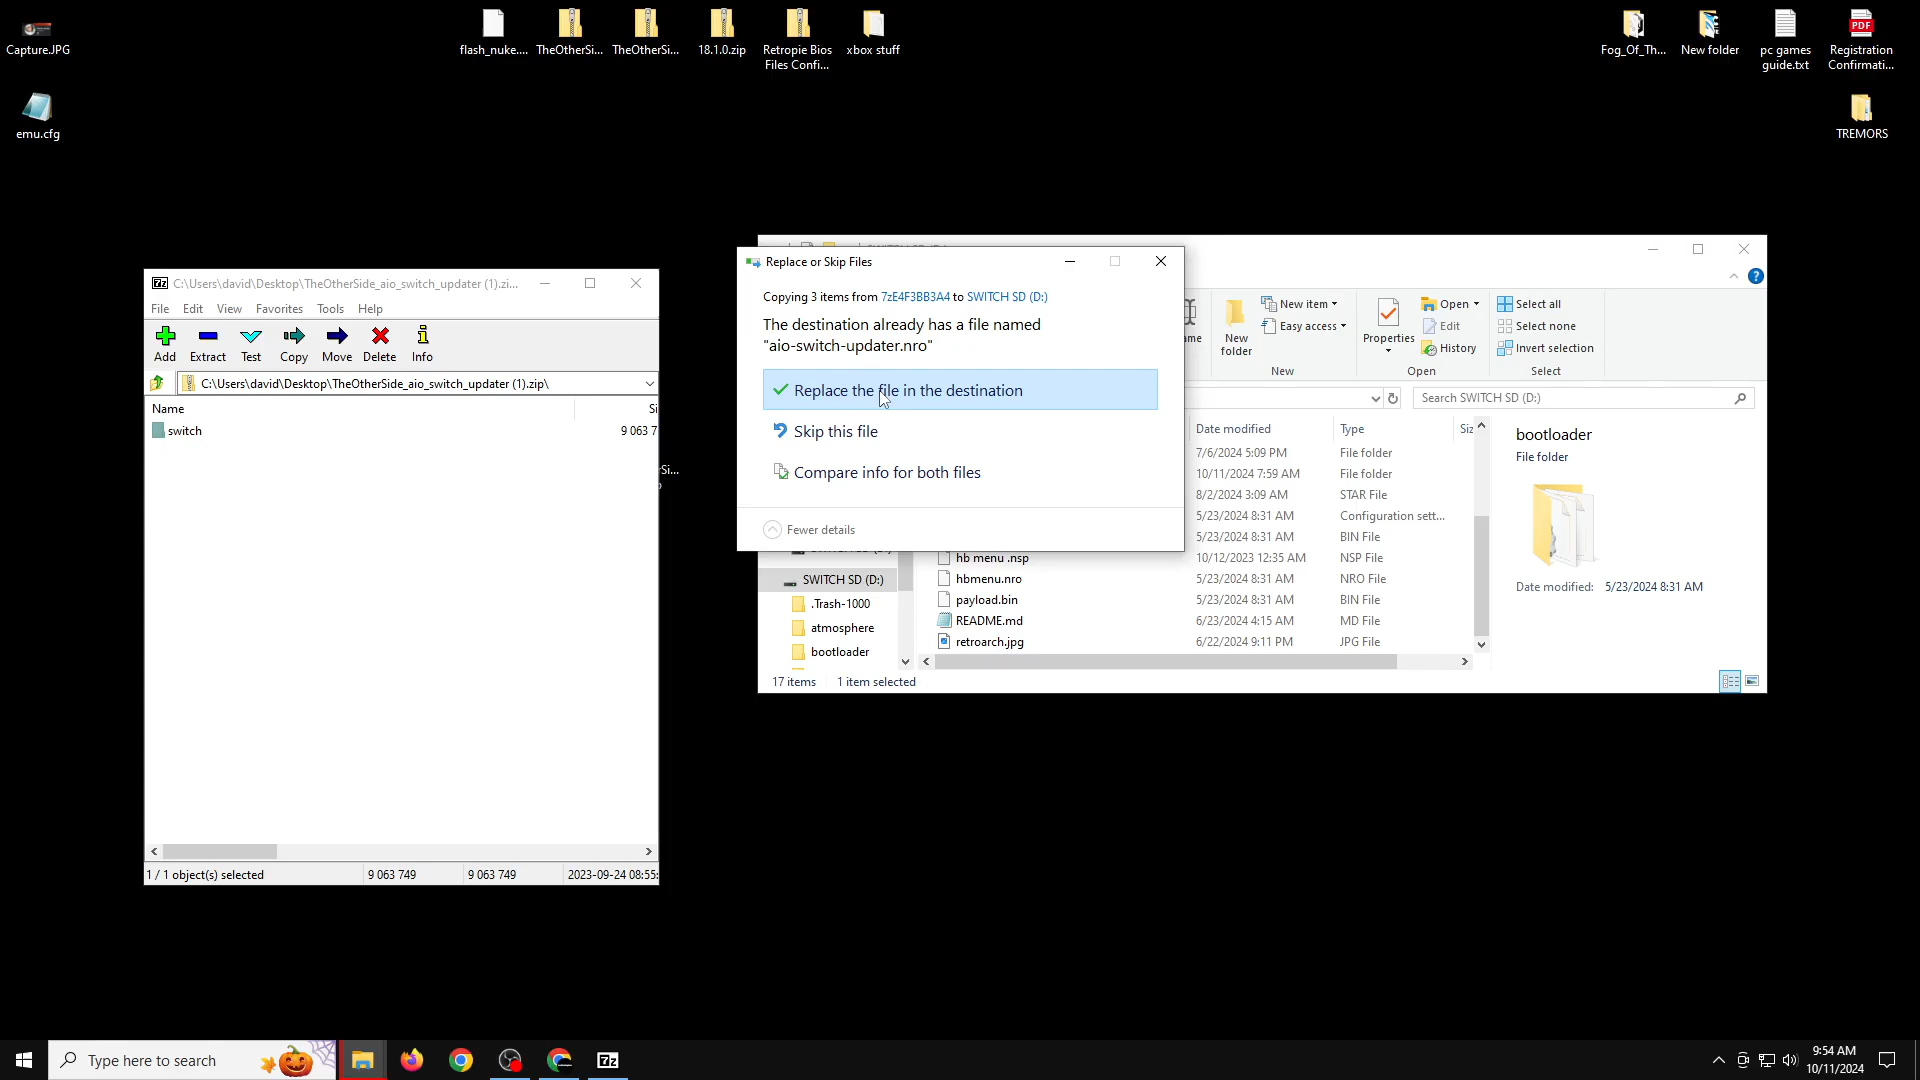 Capture.JPG
emu.cfg
flash_nuke....
TheOtherSi...
TheOtherSi...
18.1.0.zip
Retropie Bios
Files Confi...
xbox stuff
Fog_Of_Th...
New folder
pc games
guide.txt
Registration
Confirmati...
TREMORS
C:\Users\david\Desktop\TheOtherSide_aio_switch_updater (1).zi...
File Edit View Favorites Tools Help
Add Extract Test Copy Move Delete Info
C:\Users\david\Desktop\TheOtherSide_aio_switch_updater (1).zip\
Name Si
switch 9 063 7
1 / 1 object(s) selected 9 063 749 9 063 749 2023-09-24 08:55:
Si...
Replace or Skip Files
Copying 3 items from 7zE4F3BB3A4 to SWITCH SD (D:)
The destination already has a file named
"aio-switch-updater.nro"
Replace the file in the destination
Skip this file
Compare info for both files
Fewer details
ame
New
folder
New item
Easy access
New
Properties
Open
Edit
History
Open
Select all
Select none
Invert selection
Select
Search SWITCH SD (D:)
Date modified Type Siz
7/6/2024 5:09 PM File folder
10/11/2024 7:59 AM File folder
8/2/2024 3:09 AM STAR File
5/23/2024 8:31 AM Configuration sett...
5/23/2024 8:31 AM BIN File
hb menu .nsp 10/12/2023 12:35 AM NSP File
hbmenu.nro 5/23/2024 8:31 AM NRO File
payload.bin 5/23/2024 8:31 AM BIN File
README.md 6/23/2024 4:15 AM MD File
retroarch.jpg 6/22/2024 9:11 PM JPG File
SWITCH SD (D:)
.Trash-1000
atmosphere
bootloader
17 items 1 item selected
bootloader
File folder
Date modified: 5/23/2024 8:31 AM
Type here to search
7z
9:54 AM
10/11/2024